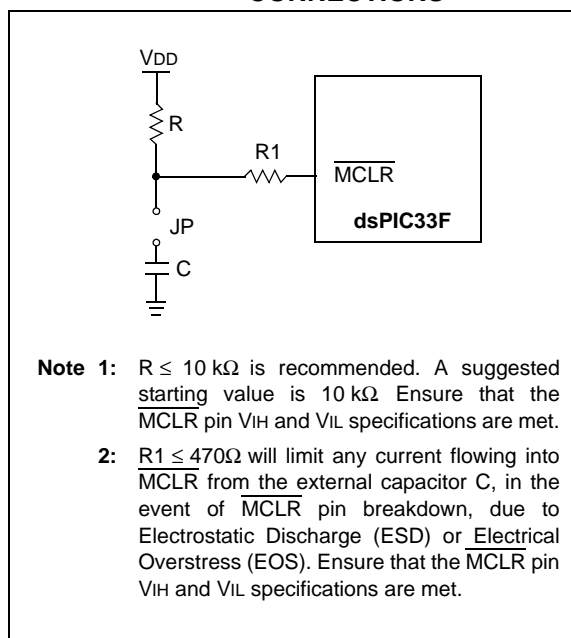 CONNECTIONS
VDD
R
R1
MCLR
dsPIC33F
JP
C
Note 1: R ≤ 10 kΩ is recommended. A suggested
starting value is 10 kΩ Ensure that the
MCLR pin VIH and VIL specifications are met.
2: R1 ≤ 470Ω will limit any current flowing into
MCLR from the external capacitor C, in the
event of MCLR pin breakdown, due to
Electrostatic Discharge (ESD) or Electrical
Overstress (EOS). Ensure that the MCLR pin
VIH and VIL specifications are met.